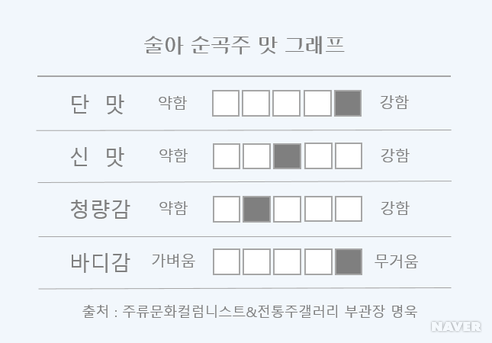 술아 순곡주 맛 그래프
단 맛 약함 강함
신 맛 약함 강함
청량감 약함 강함
바디감 가벼움 무거움
출처 : 주류문화컬럼니스트&전통주갤러리 부관장 명욱
NAVER